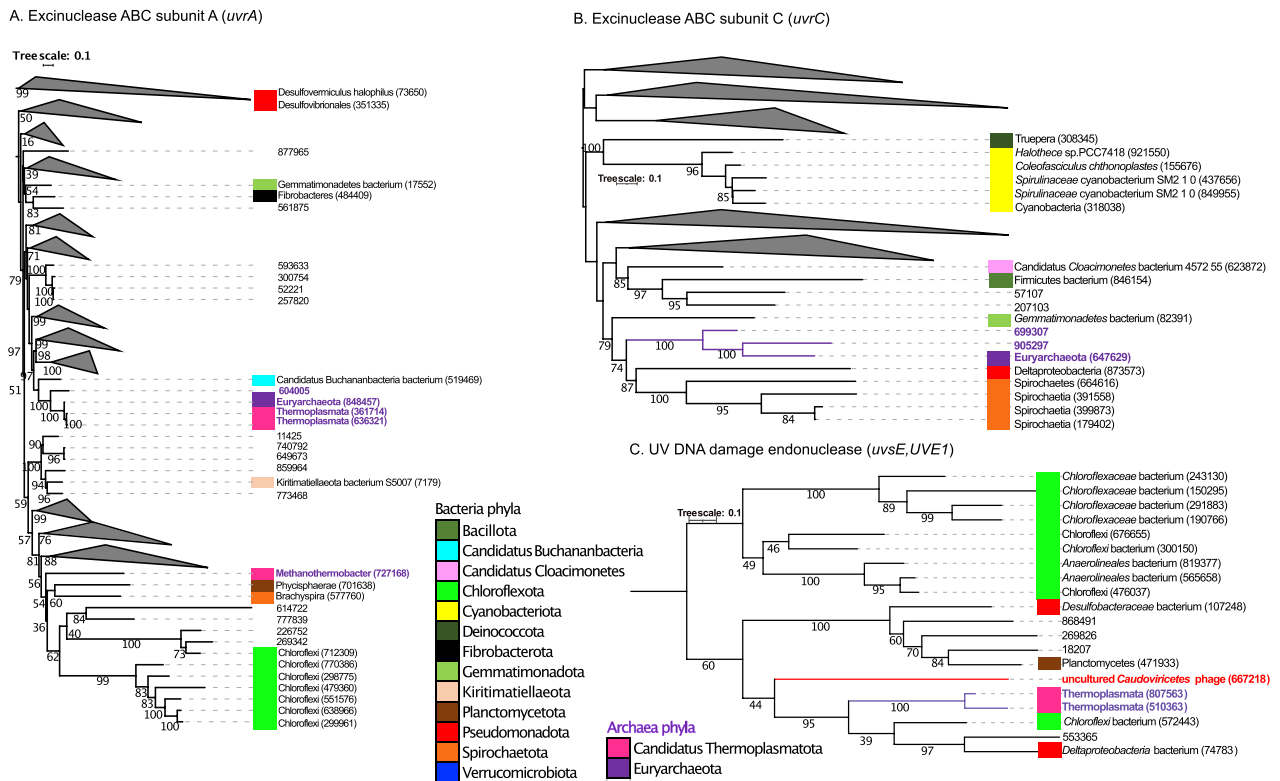 A. Excinuclease ABC subunit A (uvrA)
Tree scale: 0.1
99
Desulfovermiculus halophilus (73650)
Desulfovibrionales (351335)
50
16
877965
39
Gemmatimonadetes bacterium (17552)
54
Fibrobacteres (484409)
83
561875
81
71
593633
100
300754
79
100
52221
100
257820
99
99
97
98
100
97
Candidatus Buchananbacteria bacterium (519469)
51
604005
Euryarchaeota (848457)
100
Thermoplasmata (361714)
100
Thermoplasmata (636321)
100
11425
90
740792
96
649673
100
859964
94
Kiritimatiellaeota bacterium S5007 (7179)
96
773468
59
99
57
76
81
88
Methanothermobacter (727168)
56
Phycisphaerae (701638)
54
60
Brachyspira (577760)
614722
84
777839
36
40
226752
100
269342
62
73
Chloroflexi (712309)
Chloroflexi (770386)
99
Chloroflexi (298775)
83
Chloroflexi (479360)
83
Chloroflexi (551576)
100
Chloroflexi (638966)
100
Chloroflexi (299961)
B. Excinuclease ABC subunit C (uvrC)
100
Truepera (308345)
Halothece sp.PCC7418 (921550)
96
Coleofasciculus chthonoplastes (155676)
Tree scale: 0.1
Spirulinaceae cyanobacterium SM2 1 0 (437656)
85
Spirulinaceae cyanobacterium SM2 1 0 (849955)
Cyanobacteria (318038)
Candidatus Cloacimonetes bacterium 4572 55 (623872)
85
Firmicutes bacterium (846154)
97
57107
95
207103
Gemmatimonadetes bacterium (82391)
699307
79
100
905297
100
Euryarchaeota (647629)
74
Deltaproteobacteria (873573)
87
Spirochaetes (664616)
100
Spirochaetia (391558)
95
Spirochaetia (399873)
84
Spirochaetia (179402)
C. UV DNA damage endonuclease (uvsE,UVE1)
Chloroflexaceae bacterium (243130)
100
Chloroflexaceae bacterium (150295)
89
Chloroflexaceae bacterium (291883)
Tree scale: 0.1
99
Chloroflexaceae bacterium (190766)
Chloroflexi (676655)
46
Chloroflexi bacterium (300150)
49
Anaerolineales bacterium (819377)
100
Anaerolineales bacterium (565658)
95
Chloroflexi (476037)
Desulfobacteraceae bacterium (107248)
100
868491
60
269826
70
18207
60
84
Planctomycetes (471933)
uncultured Caudoviricetes phage (667218)
44
Thermoplasmata (807563)
100
Thermoplasmata (510363)
95
Chloroflexi bacterium (572443)
39
553365
97
Deltaproteobacteria bacterium (74783)
Bacteria phyla
Bacillota
Candidatus Buchananbacteria
Candidatus Cloacimonetes
Chloroflexota
Cyanobacteriota
Deinococcota
Fibrobacterota
Gemmatimonadota
Kiritimatiellaeota
Planctomycetota
Pseudomonadota
Spirochaetota
Verrucomicrobiota
Archaea phyla
Candidatus Thermoplasmatota
Euryarchaeota